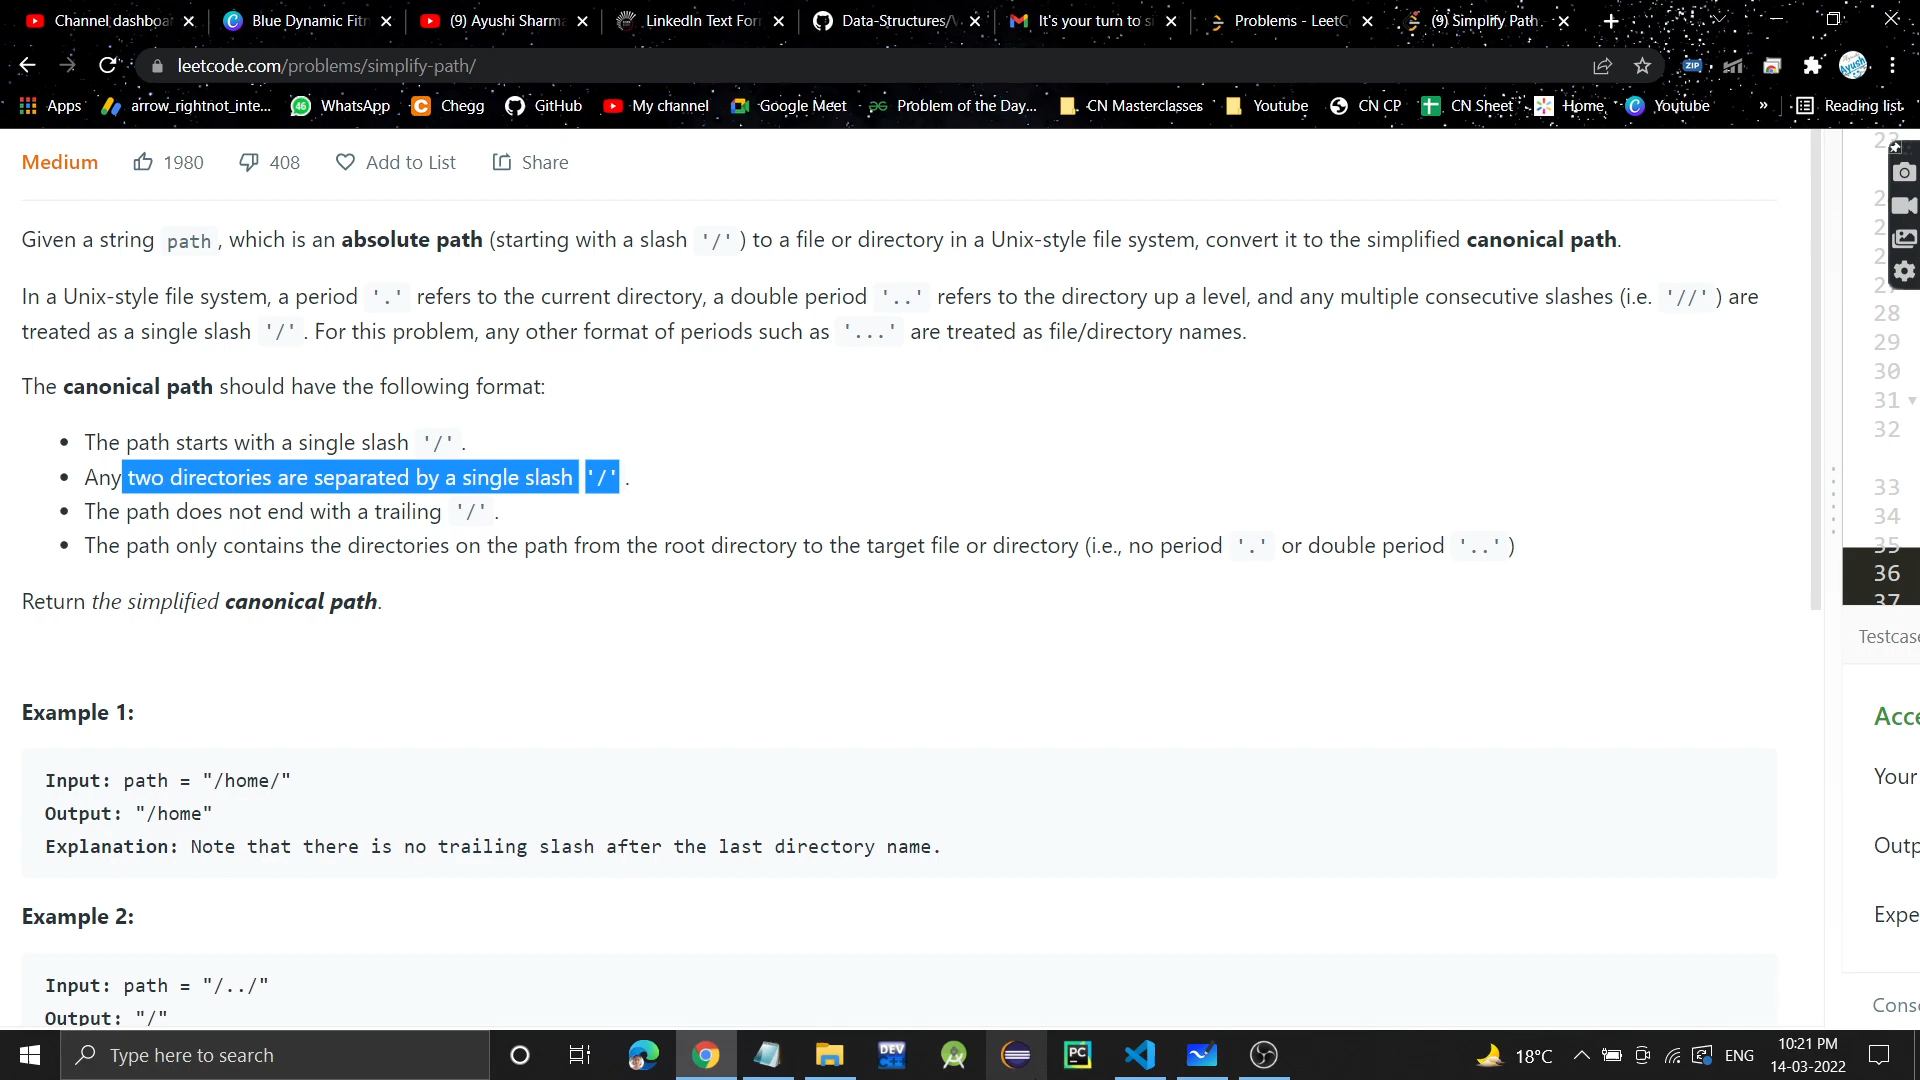 Channel dashboa
Blue Dynamic Fit
(9) Ayushi Sharma
LinkedIn Text For
Data-Structures/
It's your turn to s
Problems - LeetC
(9) Simplify Path
leetcode.com/problems/simplify-path/
ZIP
Apps arrow_rightnot_inte... WhatsApp Chegg GitHub My channel Google Meet Problem of the Day... CN Masterclasses Youtube CN CP CN Sheet Home Youtube » Reading list
Medium 1980 408 Add to List Share
Given a string path , which is an absolute path (starting with a slash '/' ) to a file or directory in a Unix-style file system, convert it to the simplified canonical path.
In a Unix-style file system, a period '.' refers to the current directory, a double period '..' refers to the directory up a level, and any multiple consecutive slashes (i.e. '//' ) are
treated as a single slash '/' . For this problem, any other format of periods such as '...' are treated as file/directory names.
The canonical path should have the following format:
• The path starts with a single slash '/' .
• Any two directories are separated by a single slash '/' .
• The path does not end with a trailing '/' .
• The path only contains the directories on the path from the root directory to the target file or directory (i.e., no period '.' or double period '..' )
Return the simplified canonical path.
Example 1:
Input: path = "/home/"
Output: "/home"
Explanation: Note that there is no trailing slash after the last directory name.
Example 2:
Input: path = "/../"
Output: "/"
23
28
29
30
31
32
33
34
35
36
37
Testcase
Acce
Your
Outp
Expe
Conso
Type here to search
DEV
PC
18°C
ENG
10:21 PM
14-03-2022